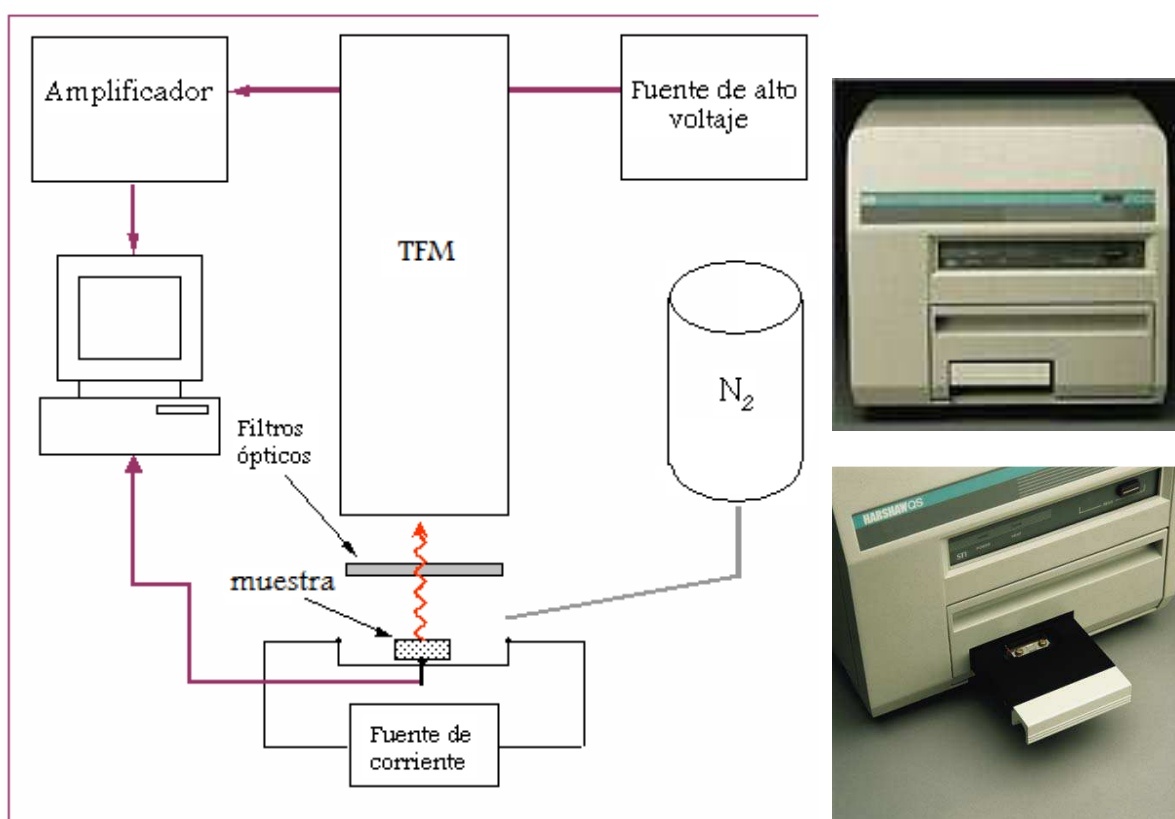 Amplificador
Fuente de alto
voltaje
TFM
N2
Filtros
ópticos
muestra
Fuente de
corriente
HARSHAW QS